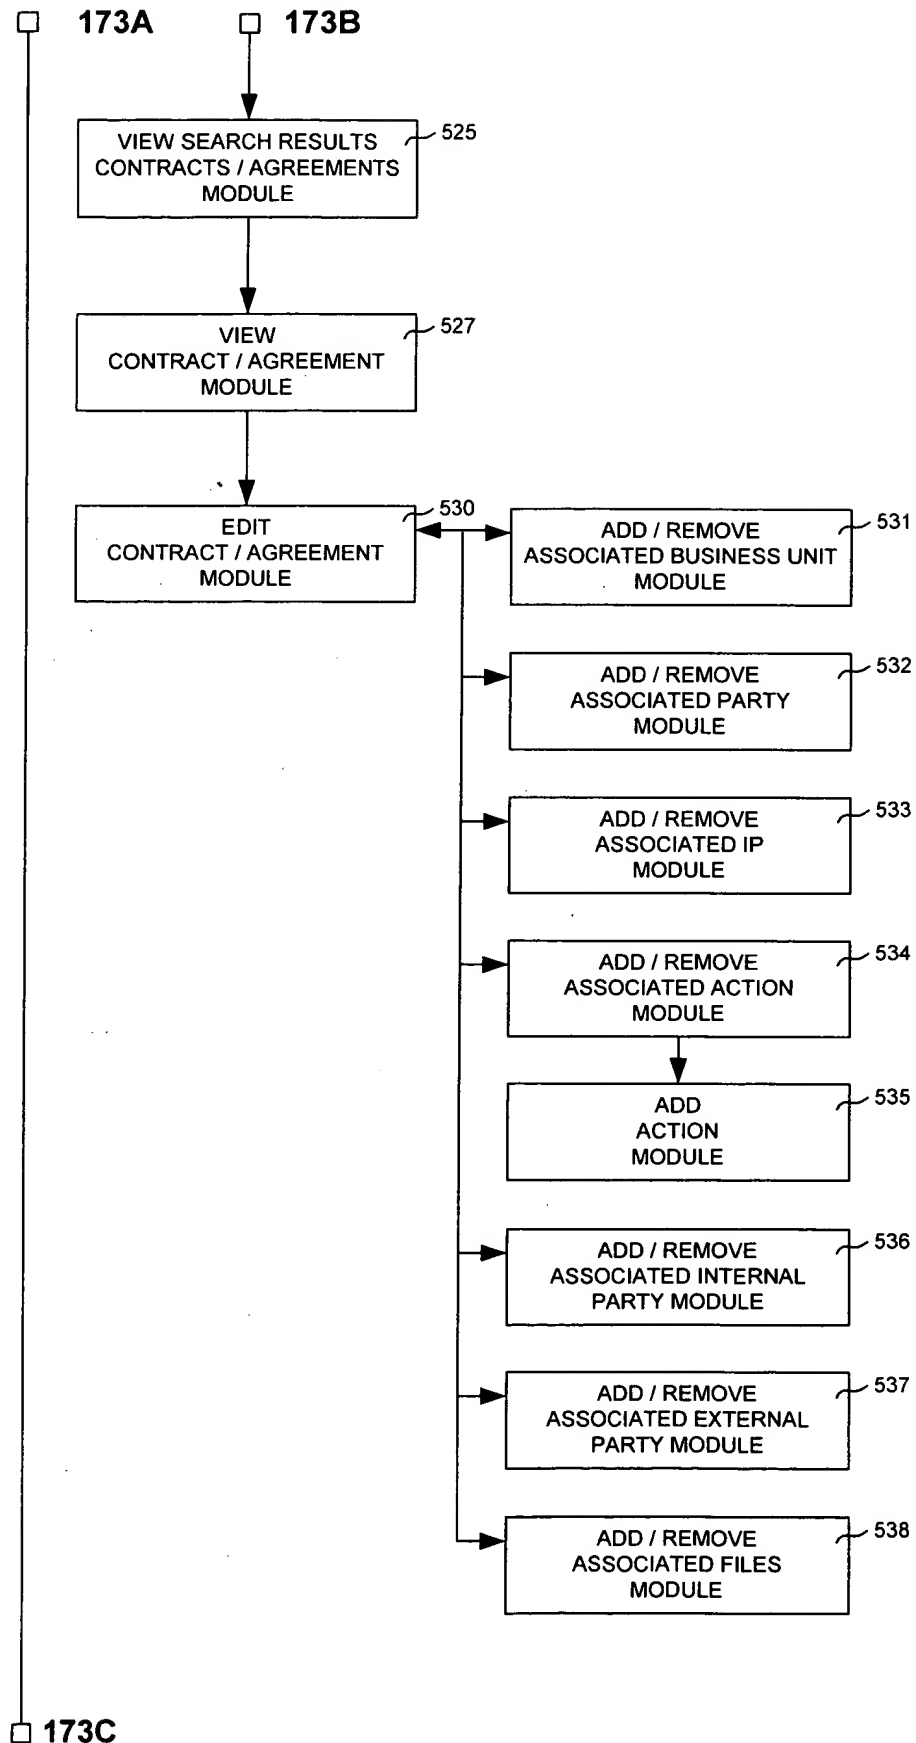 173A
173B
VIEW SEARCH RESULTS
CONTRACTS / AGREEMENTS
MODULE
525
VIEW
CONTRACT / AGREEMENT
MODULE
527
EDIT
CONTRACT / AGREEMENT
MODULE
530
ADD / REMOVE
ASSOCIATED BUSINESS UNIT
MODULE
531
ADD / REMOVE
ASSOCIATED PARTY
MODULE
532
ADD / REMOVE
ASSOCIATED IP
MODULE
533
ADD / REMOVE
ASSOCIATED ACTION
MODULE
534
ADD
ACTION
MODULE
535
ADD / REMOVE
ASSOCIATED INTERNAL
PARTY MODULE
536
ADD / REMOVE
ASSOCIATED EXTERNAL
PARTY MODULE
537
ADD / REMOVE
ASSOCIATED FILES
MODULE
538
173C